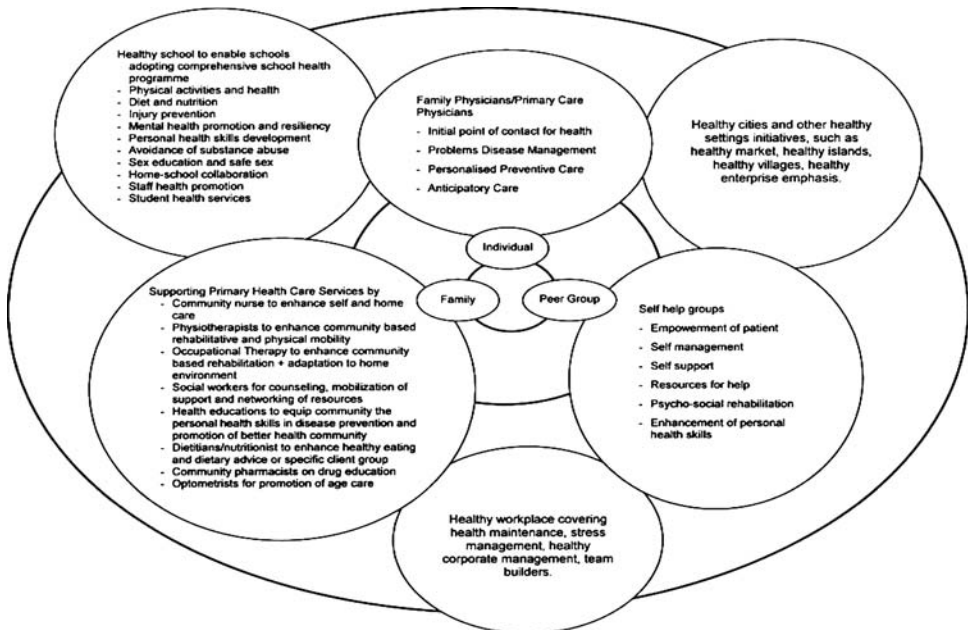 Healthy school to enable schools
adopting comprehensive school health
programme
- Physical activities and health
- Diet and nutrition
- Injury prevention
- Mental health promotion and resiliency
- Personal health skills development
- Avoidance of substance abuse
- Sex education and safe sex
- Home-school collaboration
- Staff health promotion
- Student health services
Family Physicians/Primary Care
Physicians
- Initial point of contact for health
- Problems Disease Management
- Personalised Preventive Care
- Anticipatory Care
Healthy cities and other healthy
settings initiatives, such as
healthy market, healthy islands,
healthy villages, healthy
enterprise emphasis.
Individual
Family
Peer Group
Supporting Primary Health Care Services by
- Community nurse to enhance self and home
care
- Physiotherapists to enhance community based
rehabilitative and physical mobility
- Occupational Therapy to enhance community
based rehabilitation + adaptation to home
environment
- Social workers for counseling, mobilization of
support and networking of resources
- Health educations to equip community the
personal health skills in disease prevention and
promotion of better health community
- Dietitians/nutritionist to enhance healthy eating
and dietary advice or specific client group
- Community pharmacists on drug education
- Optometrists for promotion of age care
Self help groups
- Empowerment of patient
- Self management
- Self support
- Resources for help
- Psycho-social rehabilitation
- Enhancement of personal
health skills
Healthy workplace covering
health maintenance, stress
management, healthy
corporate management, team
builders.